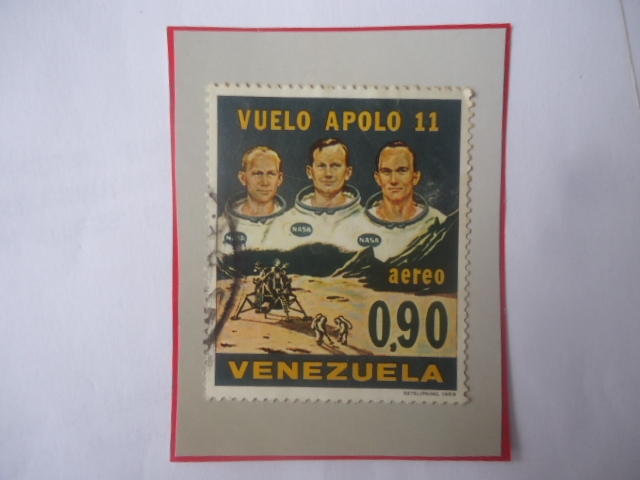 VUELO APOLO 11
NASA NASA NASA
aereo
0,90
VENEZUELA